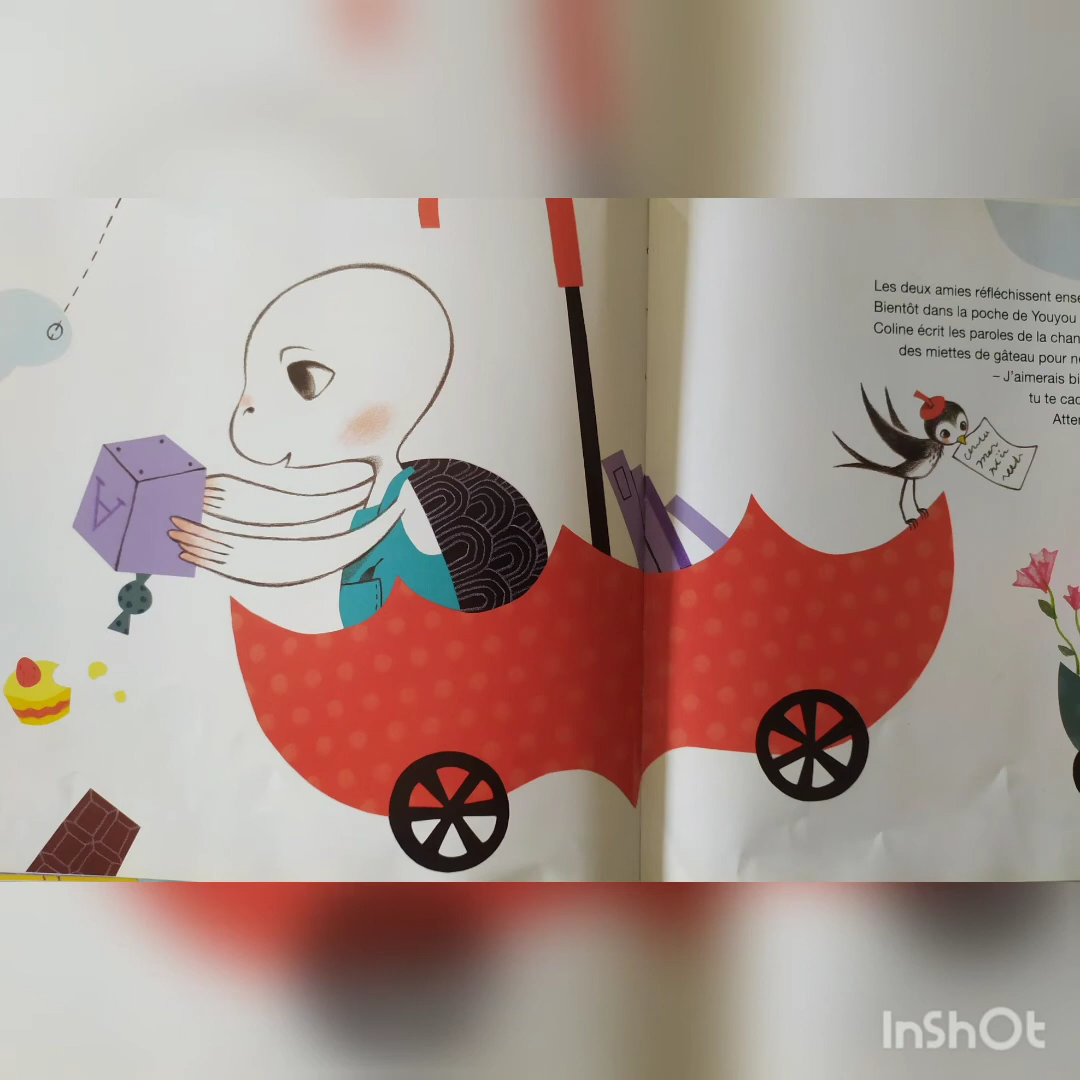 A
Les deux amies réfléchissent ense
Bientôt dans la poche de Youyou
Coline écrit les paroles de la chan
des miettes de gâteau pour ne
– J'aimerais bi
tu te cac
Atter
InShOt